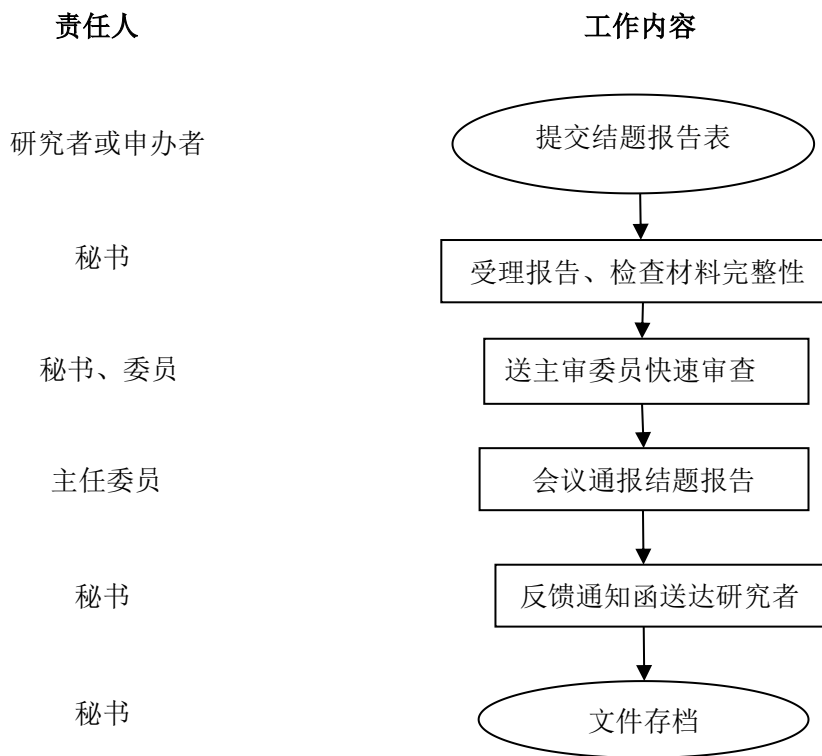 责任人 工作内容
研究者或申办者 提交结题报告表
秘书 受理报告、检查材料完整性
秘书、委员 送主审委员快速审查
主任委员 会议通报结题报告
秘书 反馈通知函送达研究者
秘书 文件存档